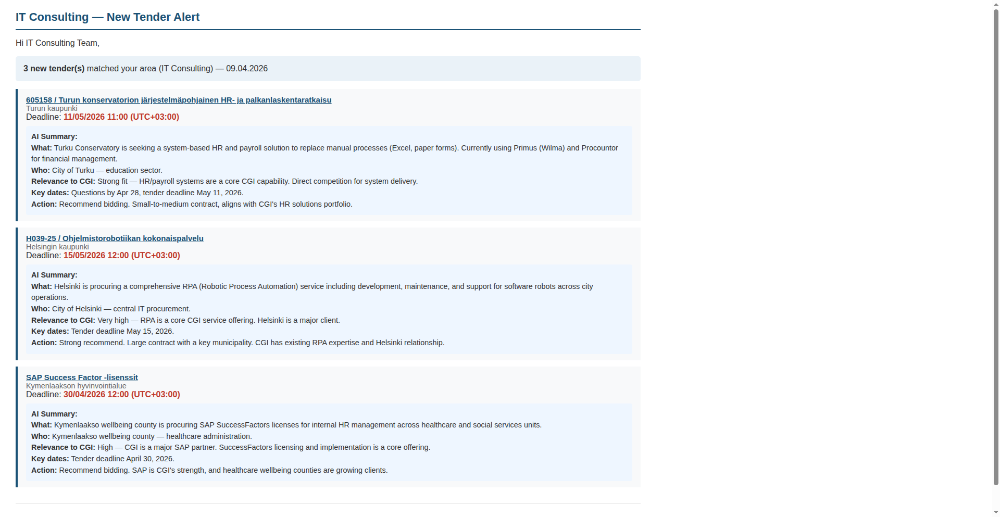 IT Consulting — New Tender Alert
Hi IT Consulting Team,
3 new tender(s) matched your area (IT Consulting) — 09.04.2026
605158 / Turun konservatorion järjestelmäpohjainen HR- ja palkanlaskentaratkaisu
Turun kaupunki
Deadline: 11/05/2026 11:00 (UTC+03:00)
AI Summary:
What: Turku Conservatory is seeking a system-based HR and payroll solution to replace manual processes (Excel, paper forms). Currently using Primus (Wilma) and Procountor
for financial management.
Who: City of Turku — education sector.
Relevance to CGI: Strong fit — HR/payroll systems are a core CGI capability. Direct competition for system delivery.
Key dates: Questions by Apr 28, tender deadline May 11, 2026.
Action: Recommend bidding. Small-to-medium contract, aligns with CGI's HR solutions portfolio.
H039-25 / Ohjelmistorobotiikan kokonaispalvelu
Helsingin kaupunki
Deadline: 15/05/2026 12:00 (UTC+03:00)
AI Summary:
What: Helsinki is procuring a comprehensive RPA (Robotic Process Automation) service including development, maintenance, and support for software robots across city
operations.
Who: City of Helsinki — central IT procurement.
Relevance to CGI: Very high — RPA is a core CGI service offering. Helsinki is a major client.
Key dates: Tender deadline May 15, 2026.
Action: Strong recommend. Large contract with a key municipality. CGI has existing RPA expertise and Helsinki relationship.
SAP Success Factor -lisenssit
Kymenlaakson hyvinvointialue
Deadline: 30/04/2026 12:00 (UTC+03:00)
AI Summary:
What: Kymenlaakso wellbeing county is procuring SAP SuccessFactors licenses for internal HR management across healthcare and social services units.
Who: Kymenlaakso wellbeing county — healthcare administration.
Relevance to CGI: High — CGI is a major SAP partner. SuccessFactors licensing and implementation is a core offering.
Key dates: Tender deadline April 30, 2026.
Action: Recommend bidding. SAP is CGI's strength, and healthcare wellbeing counties are growing clients.